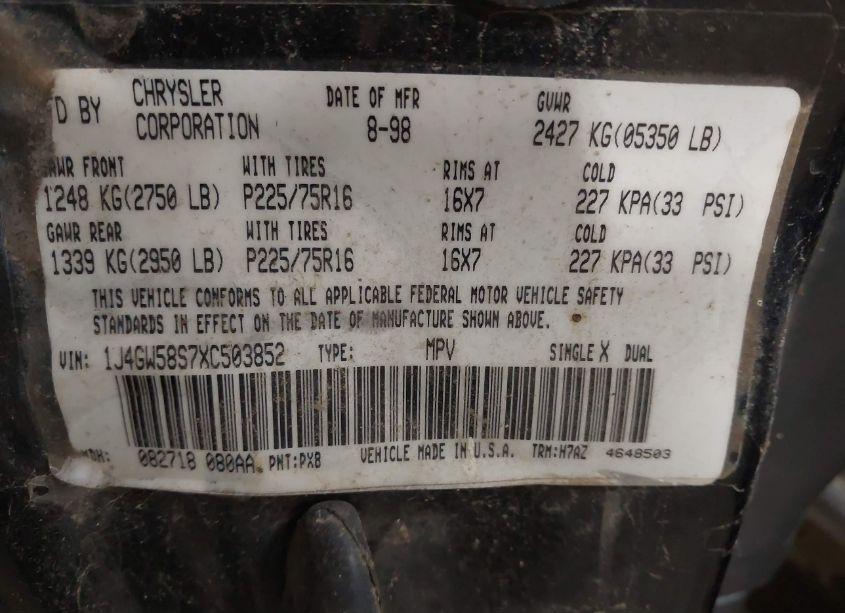 D BY CHRYSLER CORPORATION DATE OF MFR 8-98 GVWR 2427 KG(05350 LB)
GAWR FRONT WITH TIRES RIMS AT COLD
1248 KG(2750 LB) P225/75R16 16X7 227 KPA(33 PSI)
GAWR REAR WITH TIRES RIMS AT COLD
1339 KG(2950 LB) P225/75R16 16X7 227 KPA(33 PSI)
THIS VEHICLE CONFORMS TO ALL APPLICABLE FEDERAL MOTOR VEHICLE SAFETY
STANDARDS IN EFFECT ON THE DATE OF MANUFACTURE SHOWN ABOVE.
VIN: 1J4GW58S7XC503852 TYPE: MPV SINGLE X DUAL
MDH: 082718 080AA PNT:PX8 VEHICLE MADE IN U.S.A. TRM:H7AZ 4648503